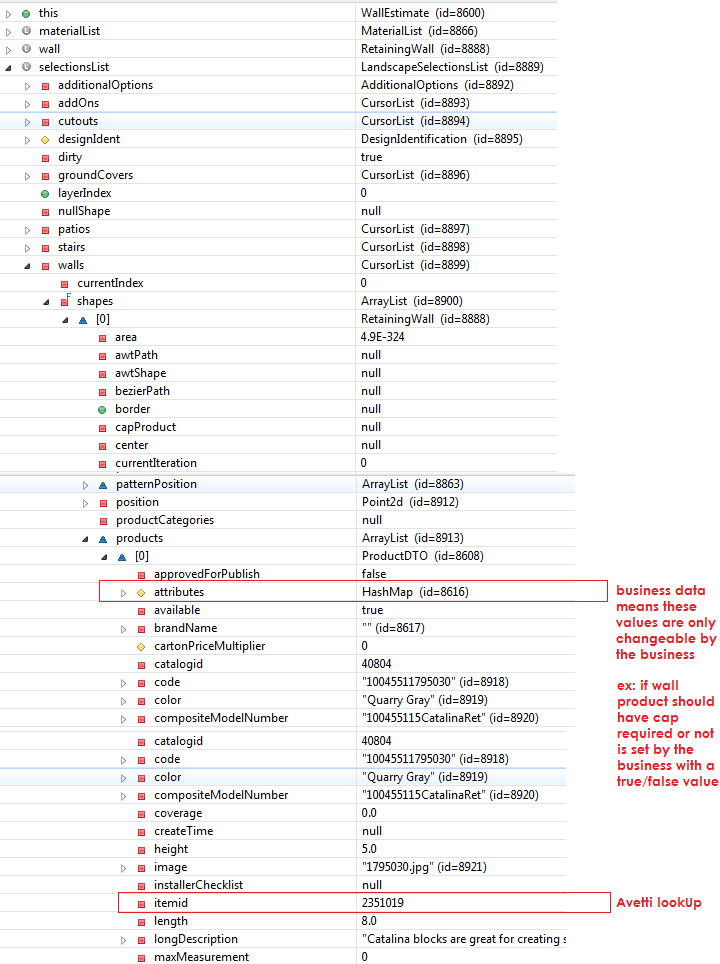 this WallEstimate (id=8600)
materialList MaterialList (id=8866)
wall RetainingWall (id=8888)
selectionsList LandscapeSelectionsList (id=8889)
additionalOptions AdditionalOptions (id=8892)
addOns CursorList (id=8893)
cutouts CursorList (id=8894)
designIdent DesignIdentification (id=8895)
dirty true
groundCovers CursorList (id=8896)
layerIndex 0
nullShape null
patios CursorList (id=8897)
stairs CursorList (id=8898)
walls CursorList (id=8899)
currentIndex 0
shapes ArrayList (id=8900)
[0] RetainingWall (id=8888)
area 4.9E-324
awtPath null
awtShape null
bezierPath null
border null
capProduct null
center null
currentIteration 0
patternPosition ArrayList (id=8863)
position Point2d (id=8912)
productCategories null
products ArrayList (id=8913)
[0] ProductDTO (id=8608)
approvedForPublish false
attributes HashMap (id=8616)
available true
brandName "" (id=8617)
cartonPriceMultiplier 0
catalogid 40804
code "10045511795030" (id=8918)
color "Quarry Gray" (id=8919)
compositeModelNumber "100455115CatalinaRet" (id=8920)
business data
means these
values are only
changeable by
the business
ex: if wall
product should
have cap
required or not
is set by the
business with a
true/false value
catalogid 40804
code "10045511795030" (id=8918)
color "Quarry Gray" (id=8919)
compositeModelNumber "100455115CatalinaRet" (id=8920)
coverage 0.0
createTime null
height 5.0
image "1795030.jpg" (id=8921)
installerChecklist null
itemid 2351019
Avetti lookUp
length 8.0
longDescription "Catalina blocks are great for creating s
maxMeasurement 0